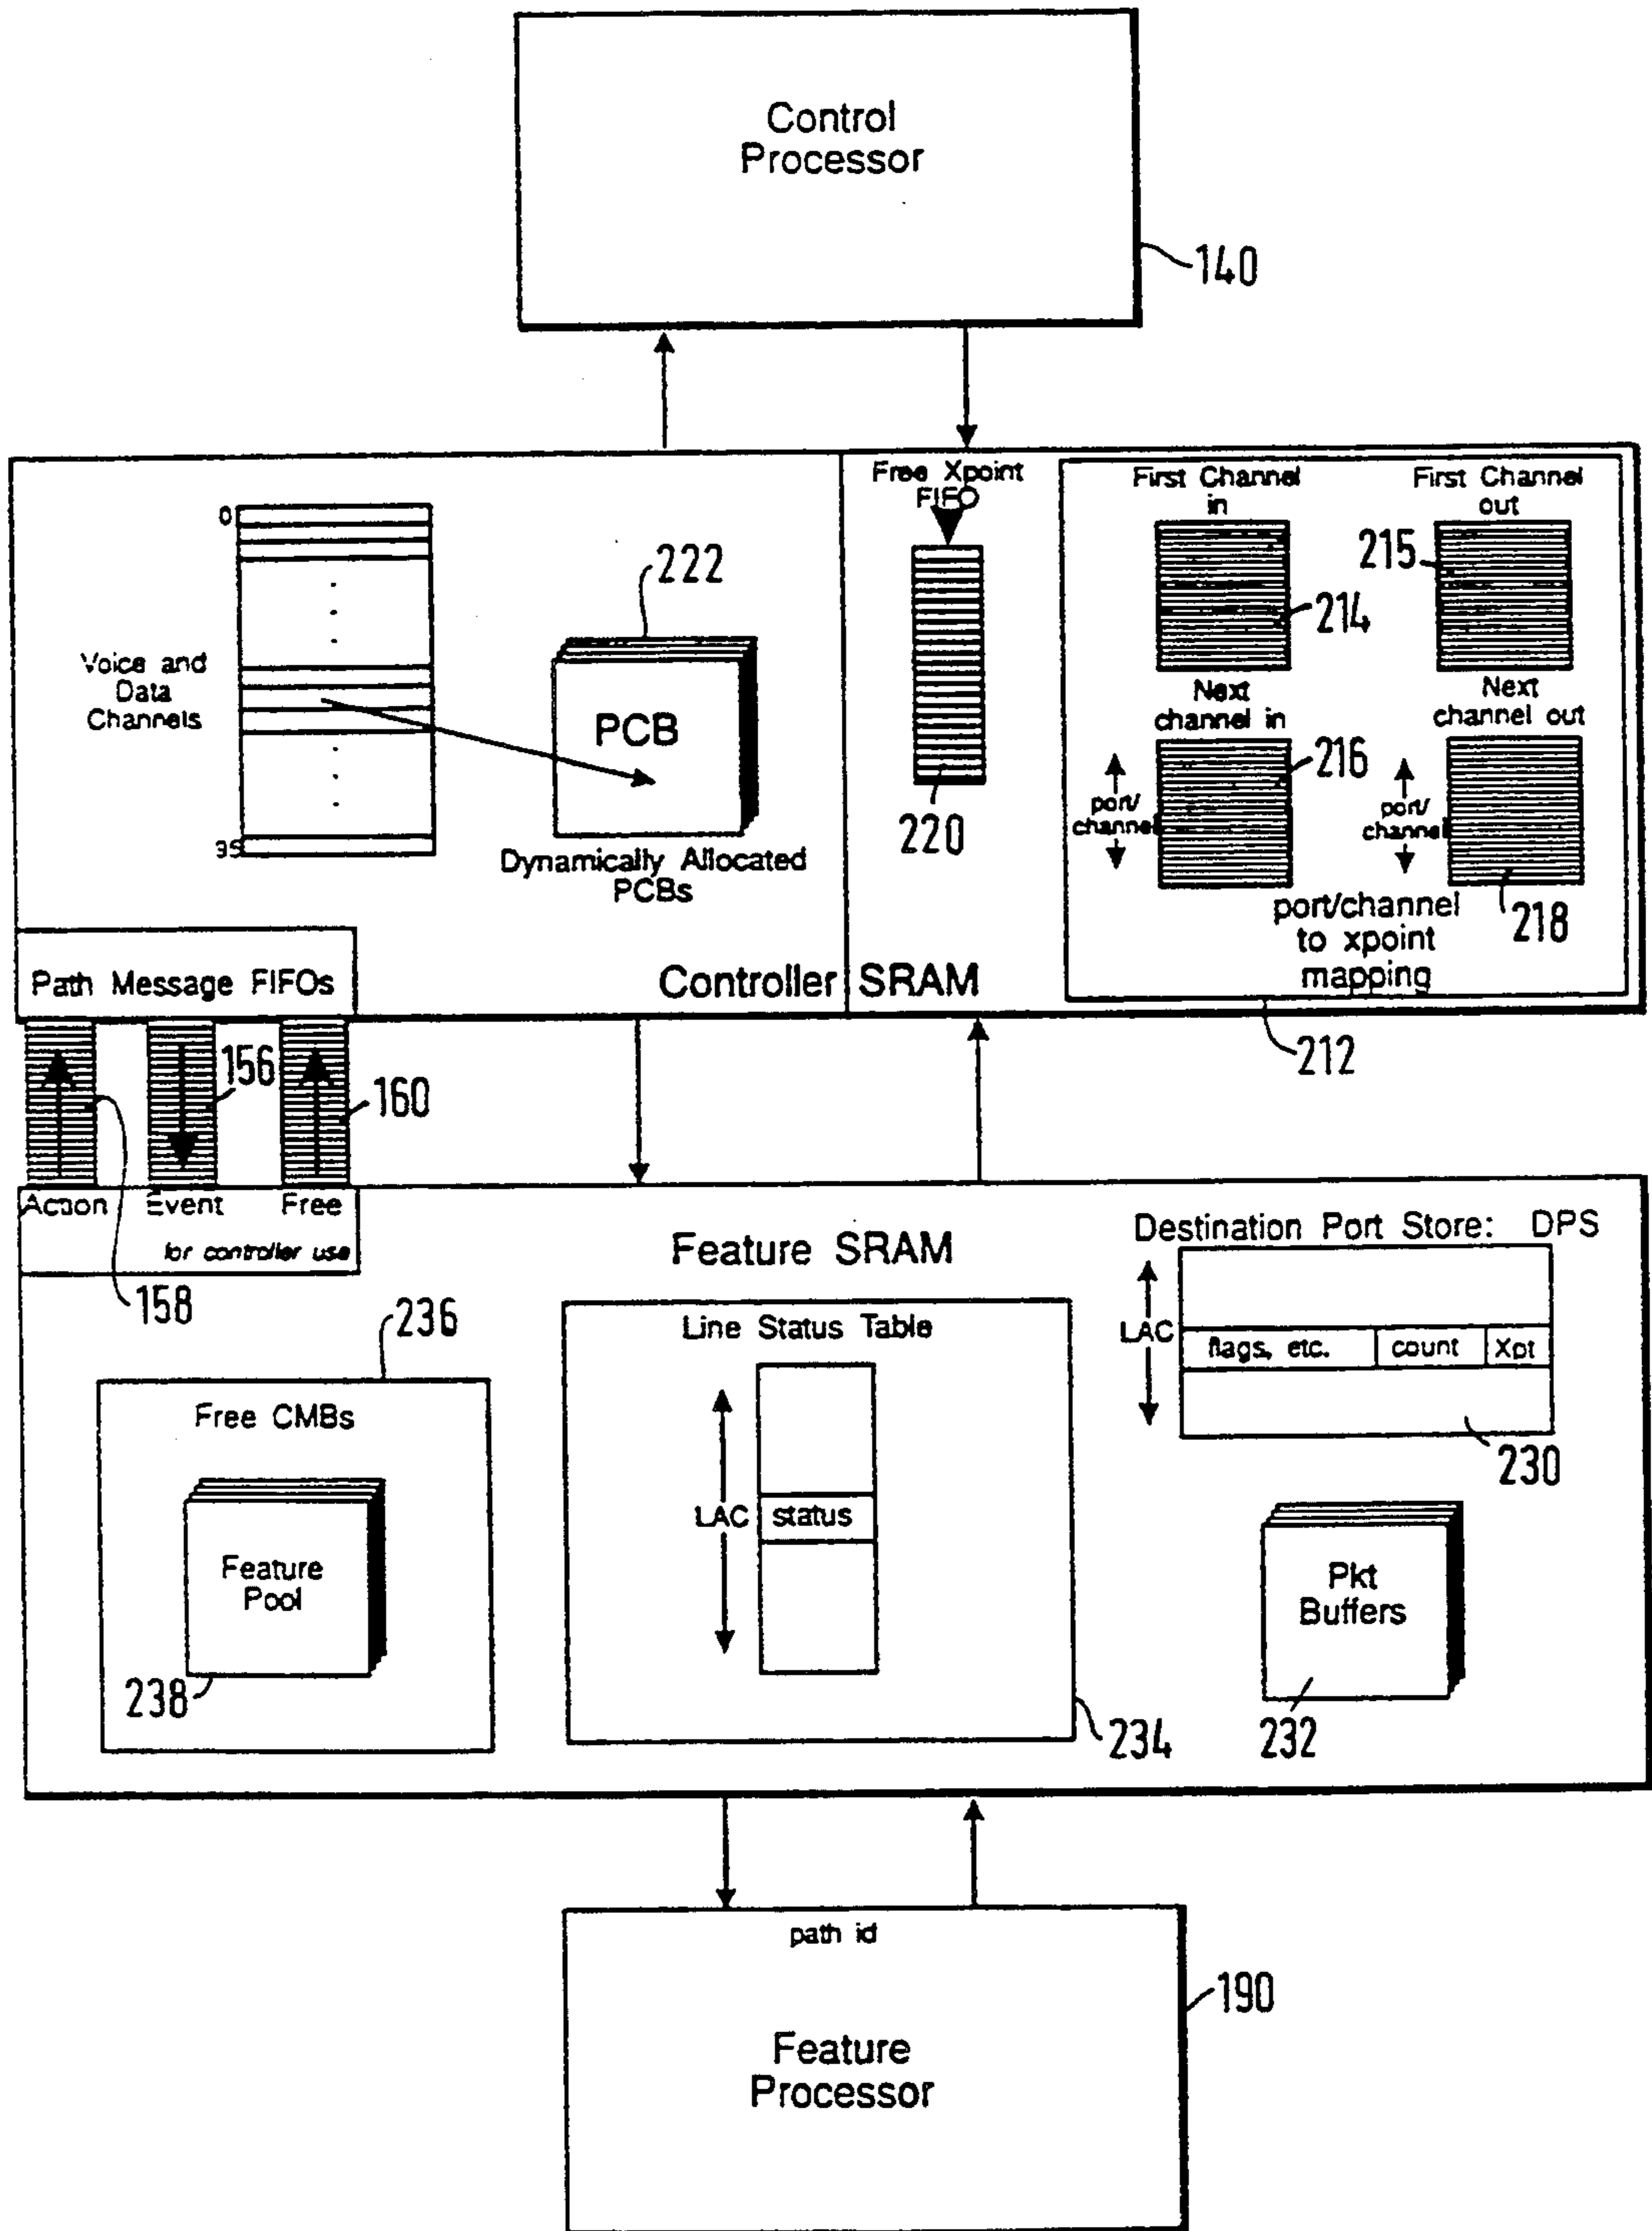 Control
Processor
140
Free Xpoint
FIFO
First Channel
in
First Channel
out
0
222
215
214
Voice and
Data
Channels
PCB
Next
channel in
Next
channel out
216
port/
channel
port/
channel
220
95
Dynamically Allocated
PCBs
port/channel
to xpoint
mapping
218
Path Message FIFOs
Controller SRAM
212
156
160
Action Event Free
for controller use
158
Feature SRAM
Destination Port Store: DPS
LAC
flags, etc. count Xpt
230
236
Free CMBs
Feature
Pool
238
Line Status Table
LAC status
234
Pkt
Buffers
232
path id
190
Feature
Processor